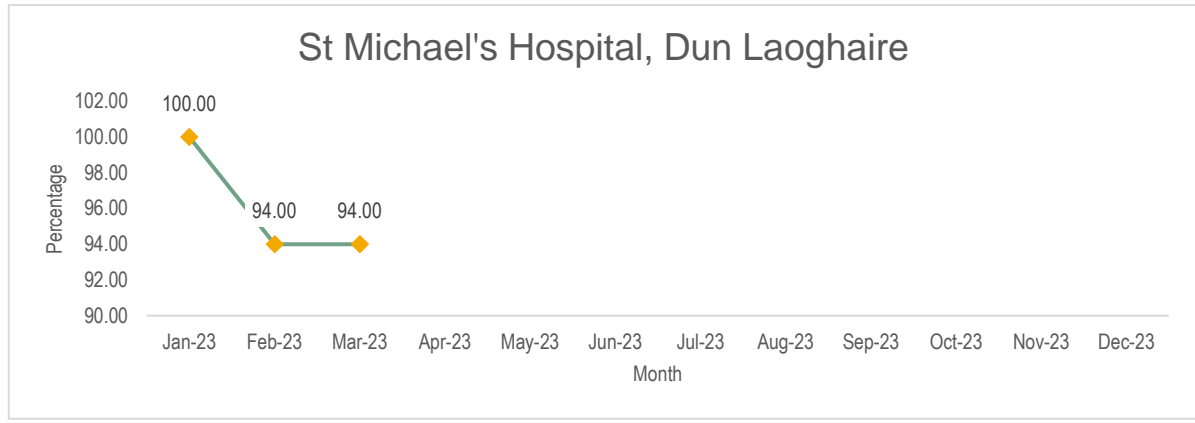 St Michael's Hospital, Dun Laoghaire
102.00
100.00
98.00
96.00
94.00
92.00
90.00
Percentage
100.00
94.00
94.00
Jan-23 Feb-23 Mar-23 Apr-23 May-23 Jun-23 Jul-23 Aug-23 Sep-23 Oct-23 Nov-23 Dec-23
Month